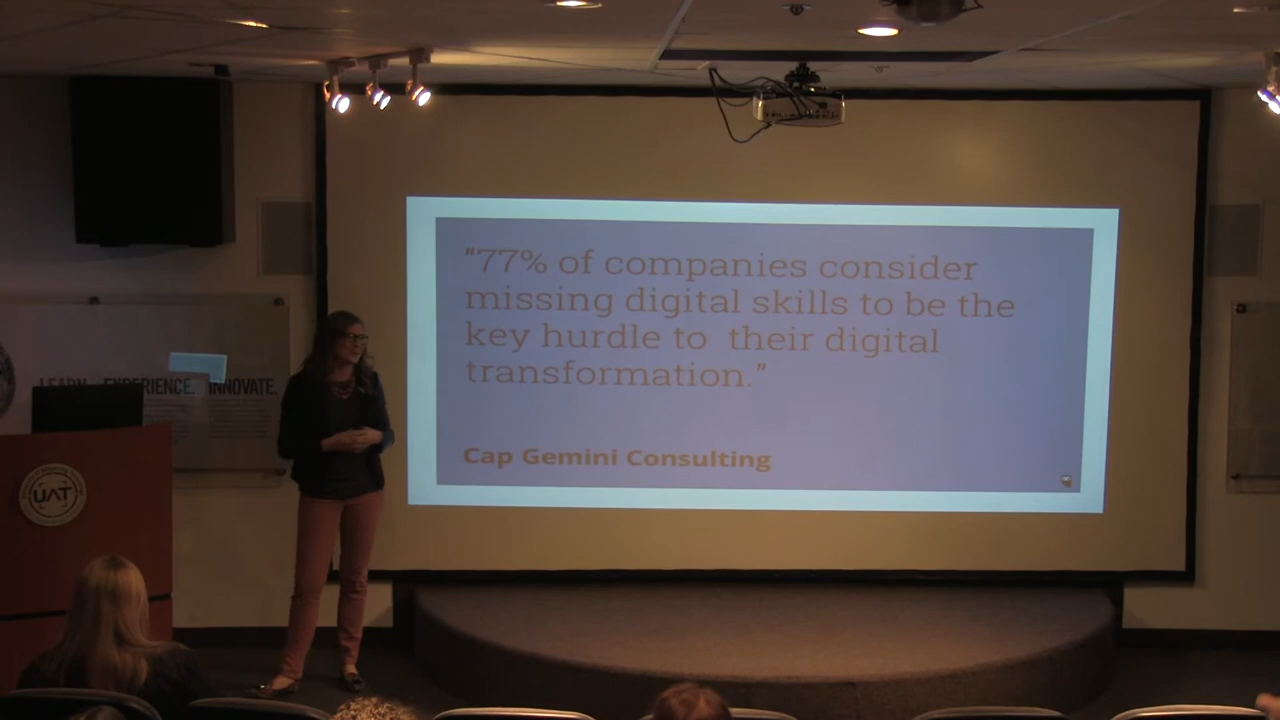 “77% of companies consider
missing digital skills to be the
key hurdle to their digital
transformation.”
Cap Gemini Consulting
LEARN. EXPERIENCE. INNOVATE.
UAT